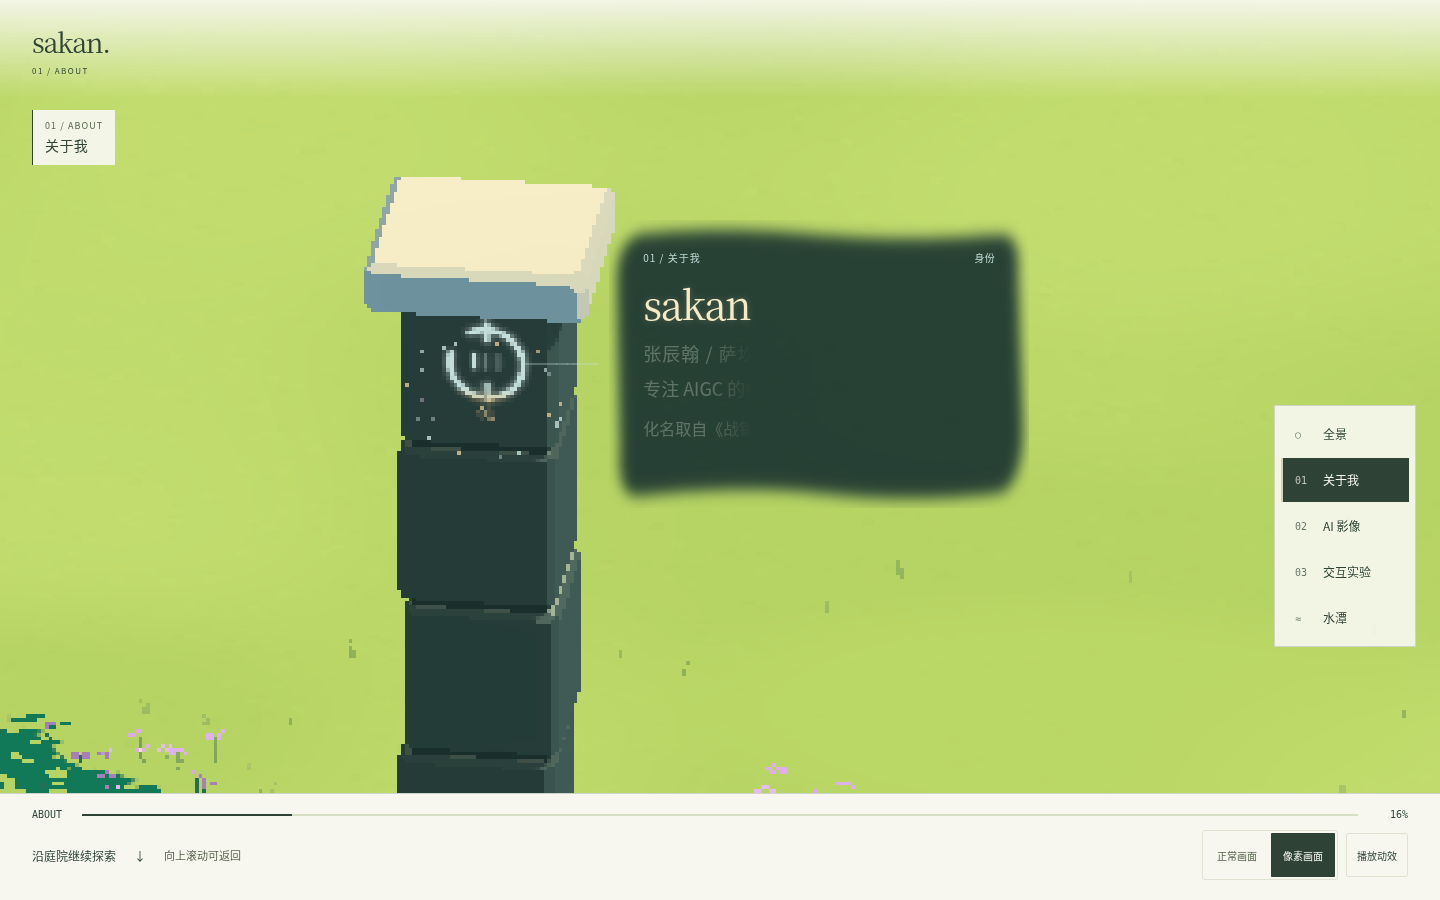 sakan.
01 / ABOUT
01 / ABOUT
关于我
01 / 关于我
身份
sakan
张辰翰 / 萨
专注 AIGC 的
化名取自《战
○ 全景
01 关于我
02 AI 影像
03 交互实验
≈ 水潭
ABOUT
16%
沿庭院继续探索 ↓ 向上滚动可返回
正常画面 像素画面 播放动效